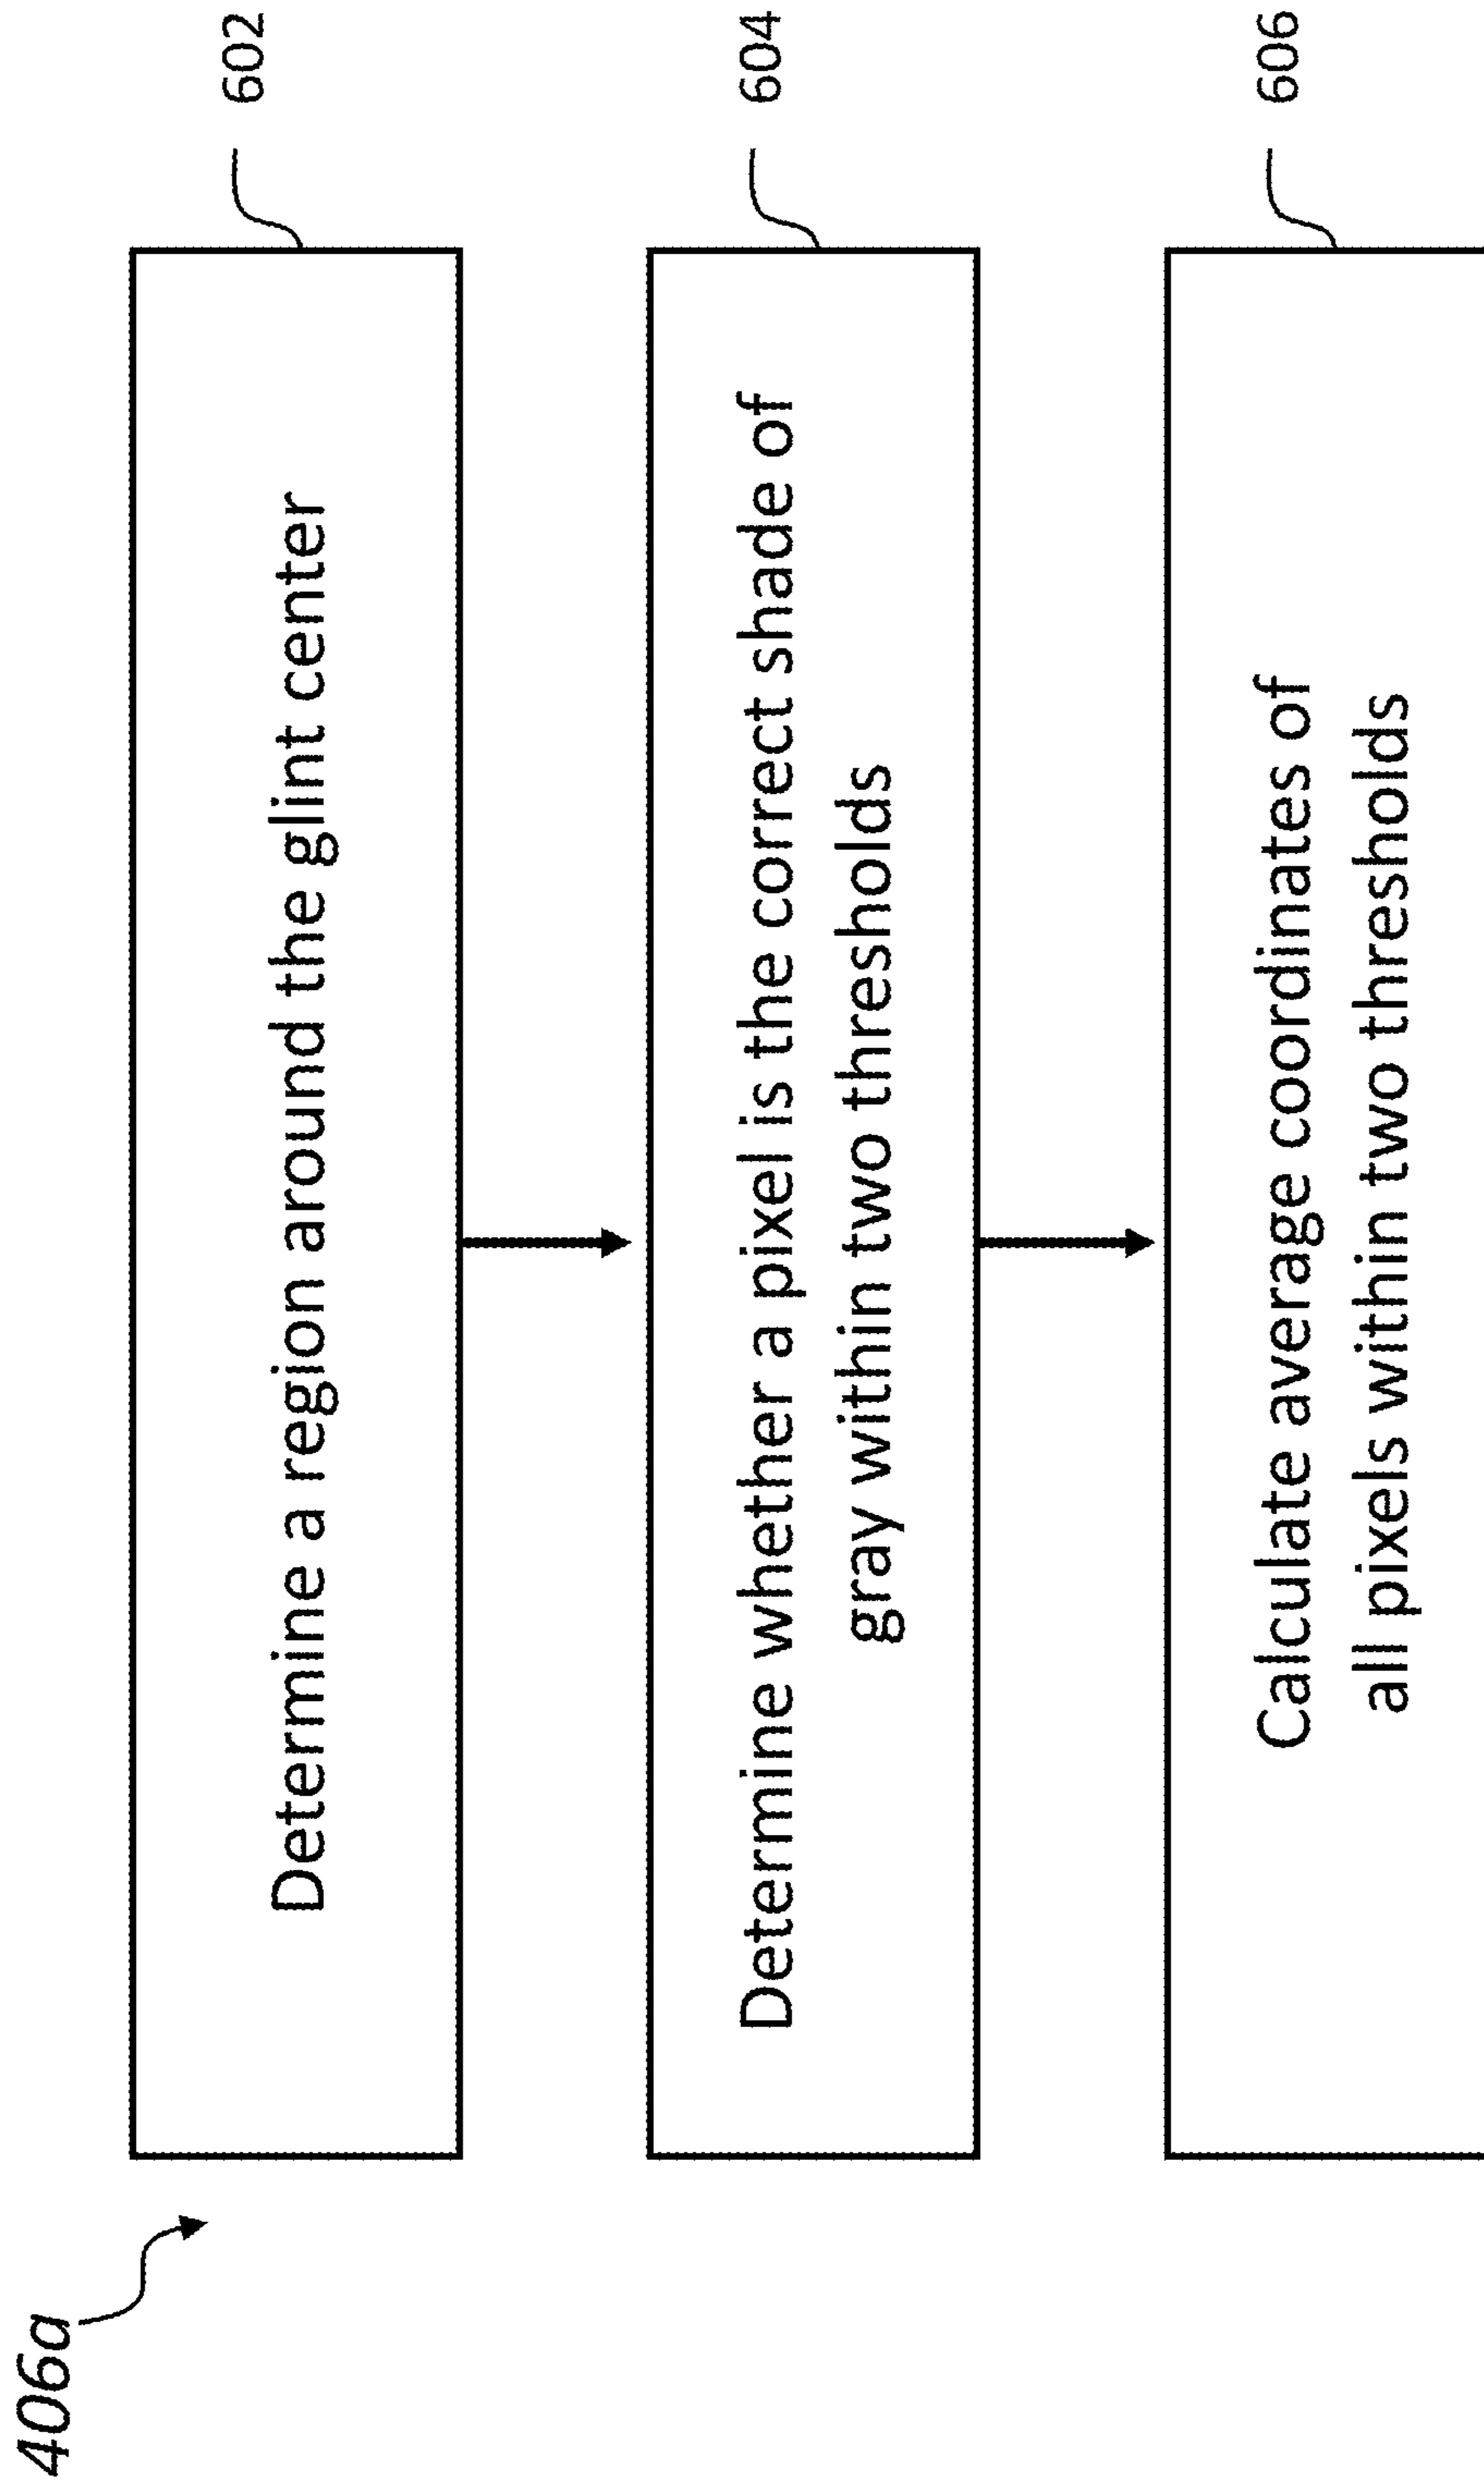 406a
Determine a region around the glint center
602
Determine whether a pixel is the correct shade of
gray within two thresholds
604
Calculate average coordinates of
all pixels within two thresholds
606